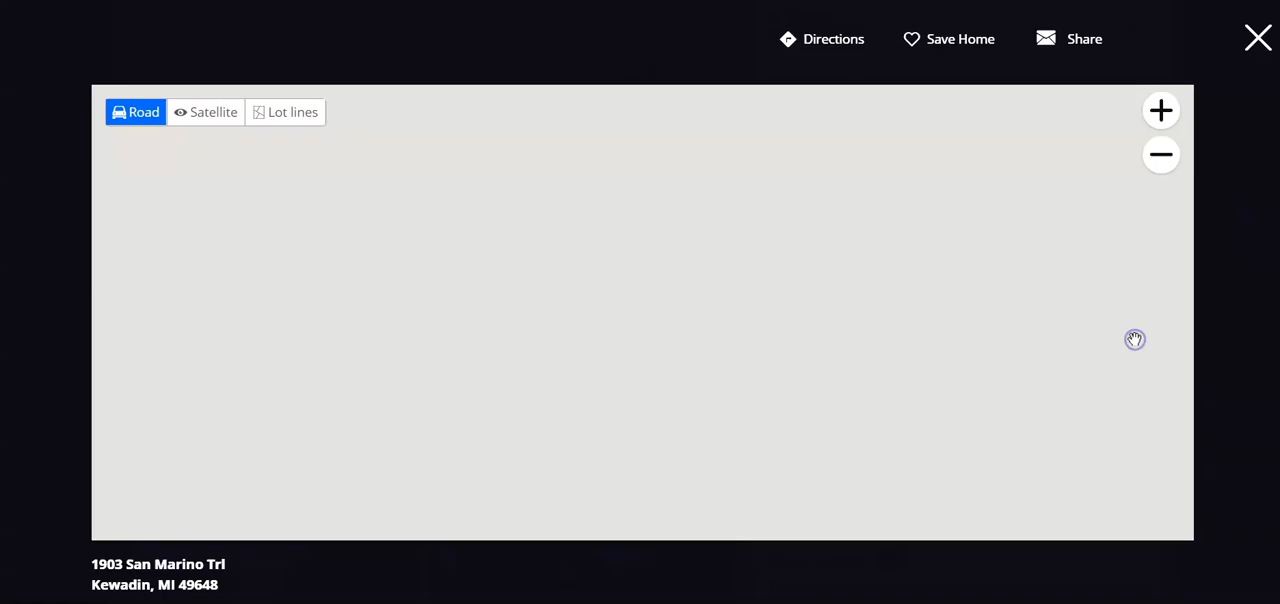 Directions Save Home Share
Road Satellite Lot lines
1903 San Marino Trl
Kewadin, MI 49648